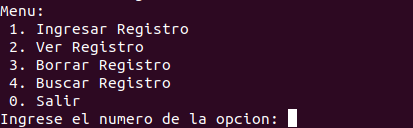 Menu:
1. Ingresar Registro
2. Ver Registro
3. Borrar Registro
4. Buscar Registro
0. Salir
Ingrese el numero de la opcion: